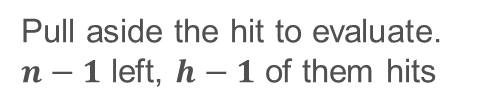 Pull aside the hit to evaluate.
n − 1 left, h − 1 of them hits